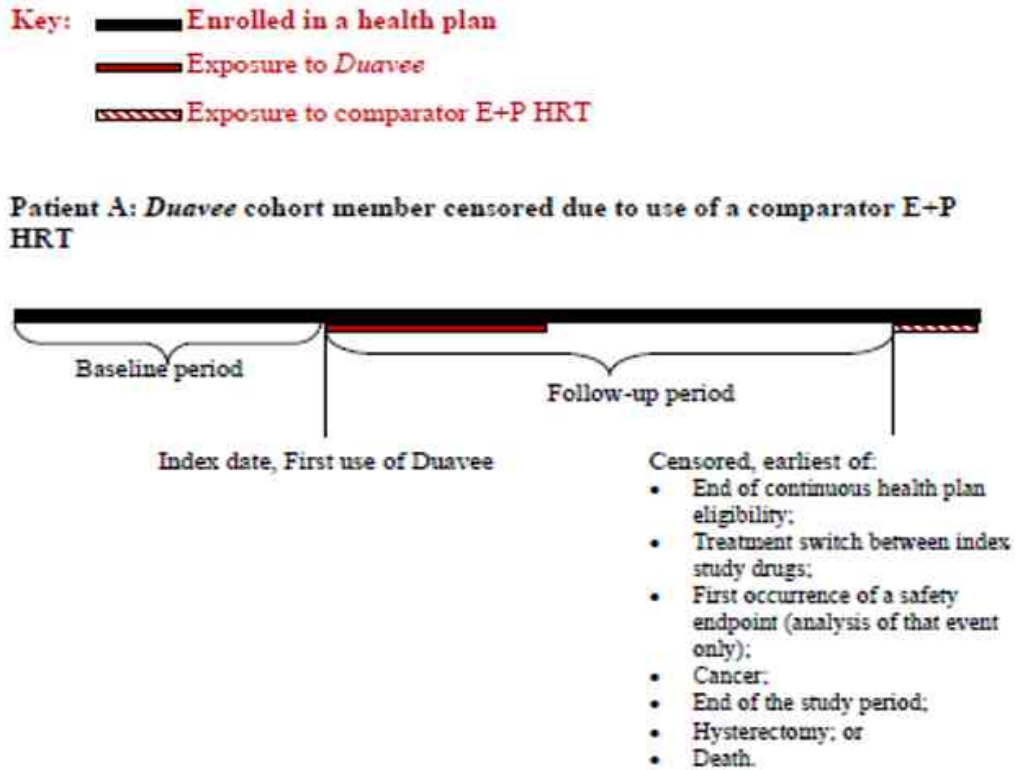 Key: Enrolled in a health plan
Exposure to Duavee
Exposure to comparator E+P HRT
Patient A: Duavee cohort member censored due to use of a comparator E+P
HRT
Baseline period
Follow-up period
Index date, First use of Duavee
Censored, earliest of:
• End of continuous health plan
eligibility;
• Treatment switch between index
study drugs;
• First occurrence of a safety
endpoint (analysis of that event
only);
• Cancer;
• End of the study period;
• Hysterectomy; or
• Death.